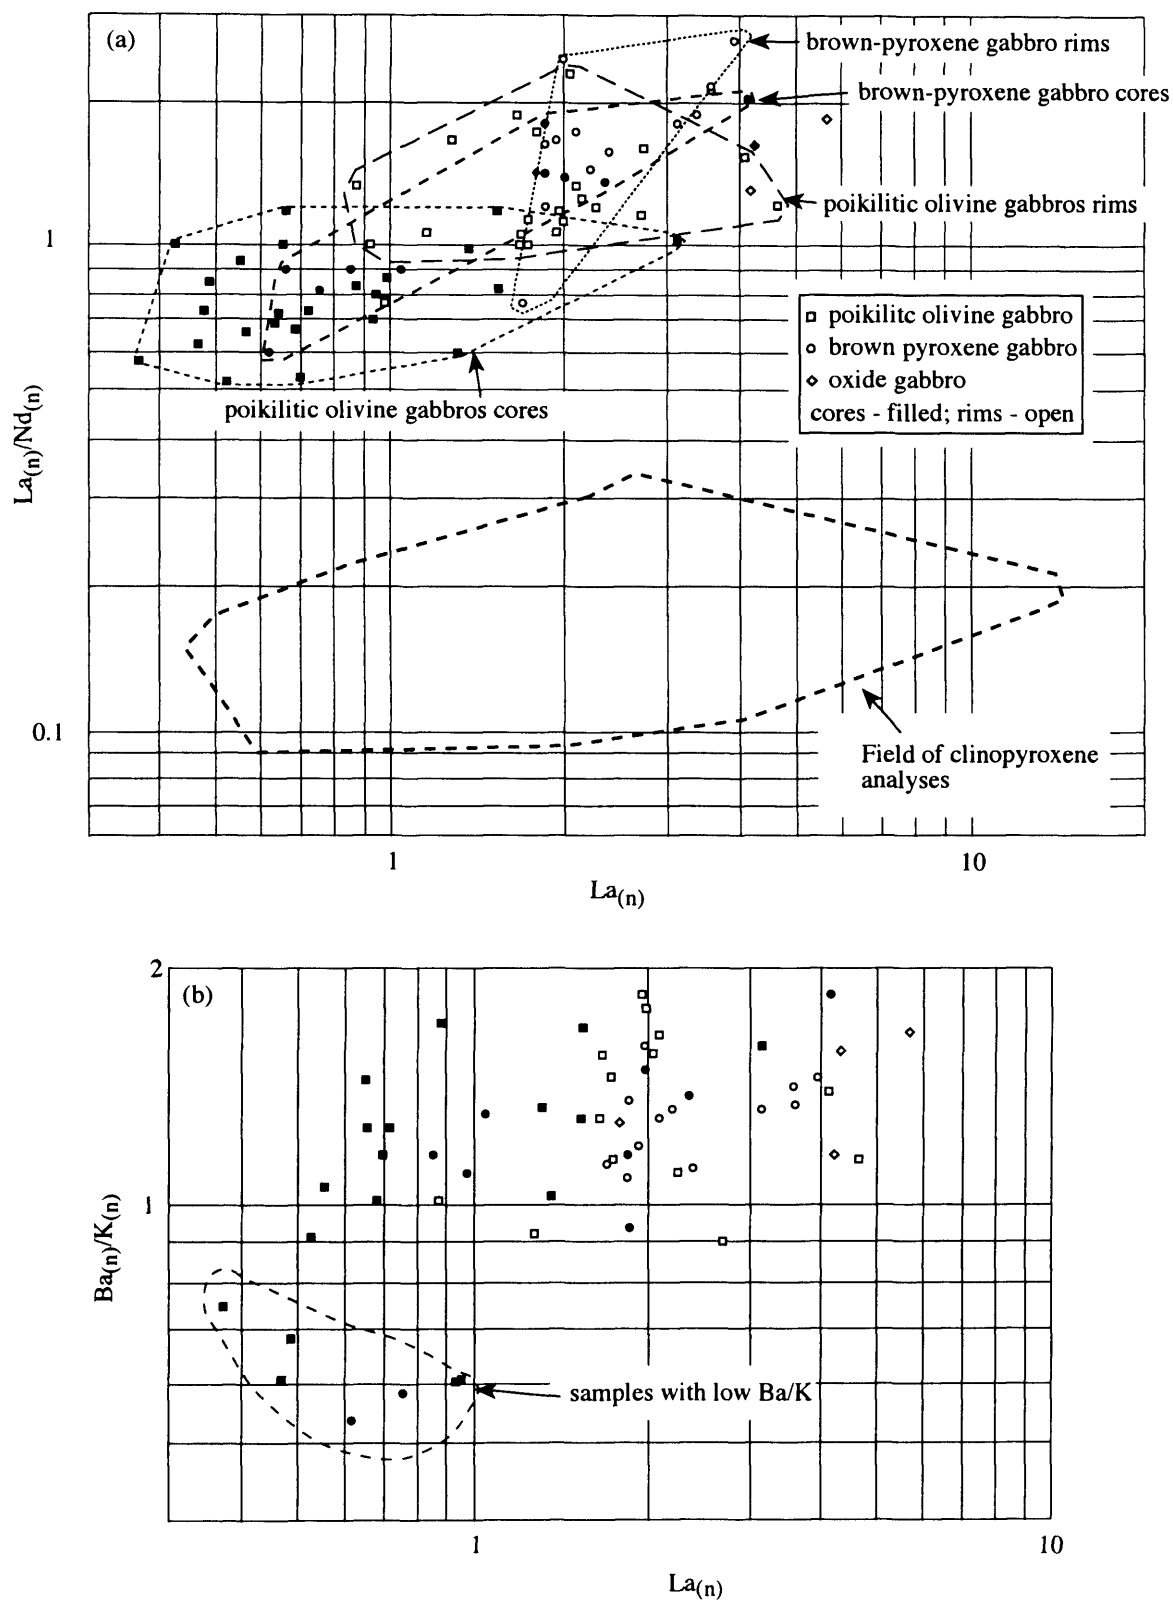 (a)
brown-pyroxene gabbro rims
brown-pyroxene gabbro cores
poikilitic olivine gabbros rims
1
poikilitc olivine gabbro
brown pyroxene gabbro
oxide gabbro
cores - filled; rims - open
poikilitic olivine gabbros cores
La(n)/Nd(n)
0.1
Field of clinopyroxene
analyses
1
10
La(n)
2
(b)
1
Ba(n)/K(n)
samples with low Ba/K
1
10
La(n)